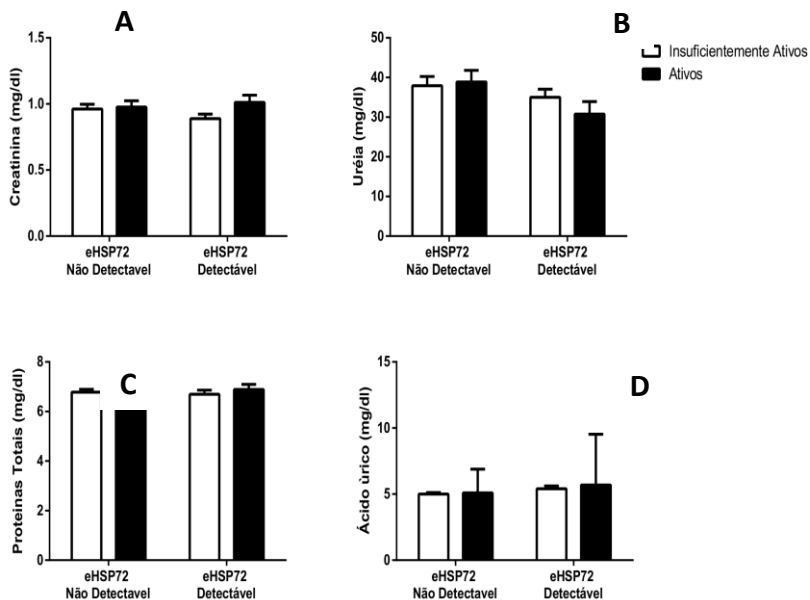 A
Creatinina (mg/dl)
1.5
1.0
0.5
0.0
eHSP72
Não Detectavel
eHSP72
Detectável
B
Uréia (mg/dl)
50
40
30
20
10
0
eHSP72
Não Detectavel
eHSP72
Detectável
Insuficientemente Ativos
Ativos
C
Proteinas Totais (mg/dl)
8
6
4
2
0
eHSP72
Não Detectavel
eHSP72
Detectável
D
Ácido ùrico (mg/dl)
15
10
5
0
eHSP72
Não Detectavel
eHSP72
Detectável